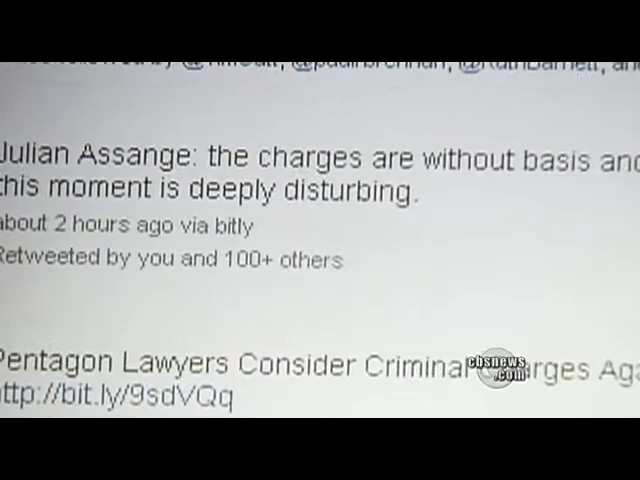 by
Julian Assange: the charges are without basis and
this moment is deeply disturbing.
about 2 hours ago via bitly
Retweeted by you and 100+ others
Pentagon Lawyers Consider Criminal
http://bit.ly/9sdVQq
cbsnews
.com